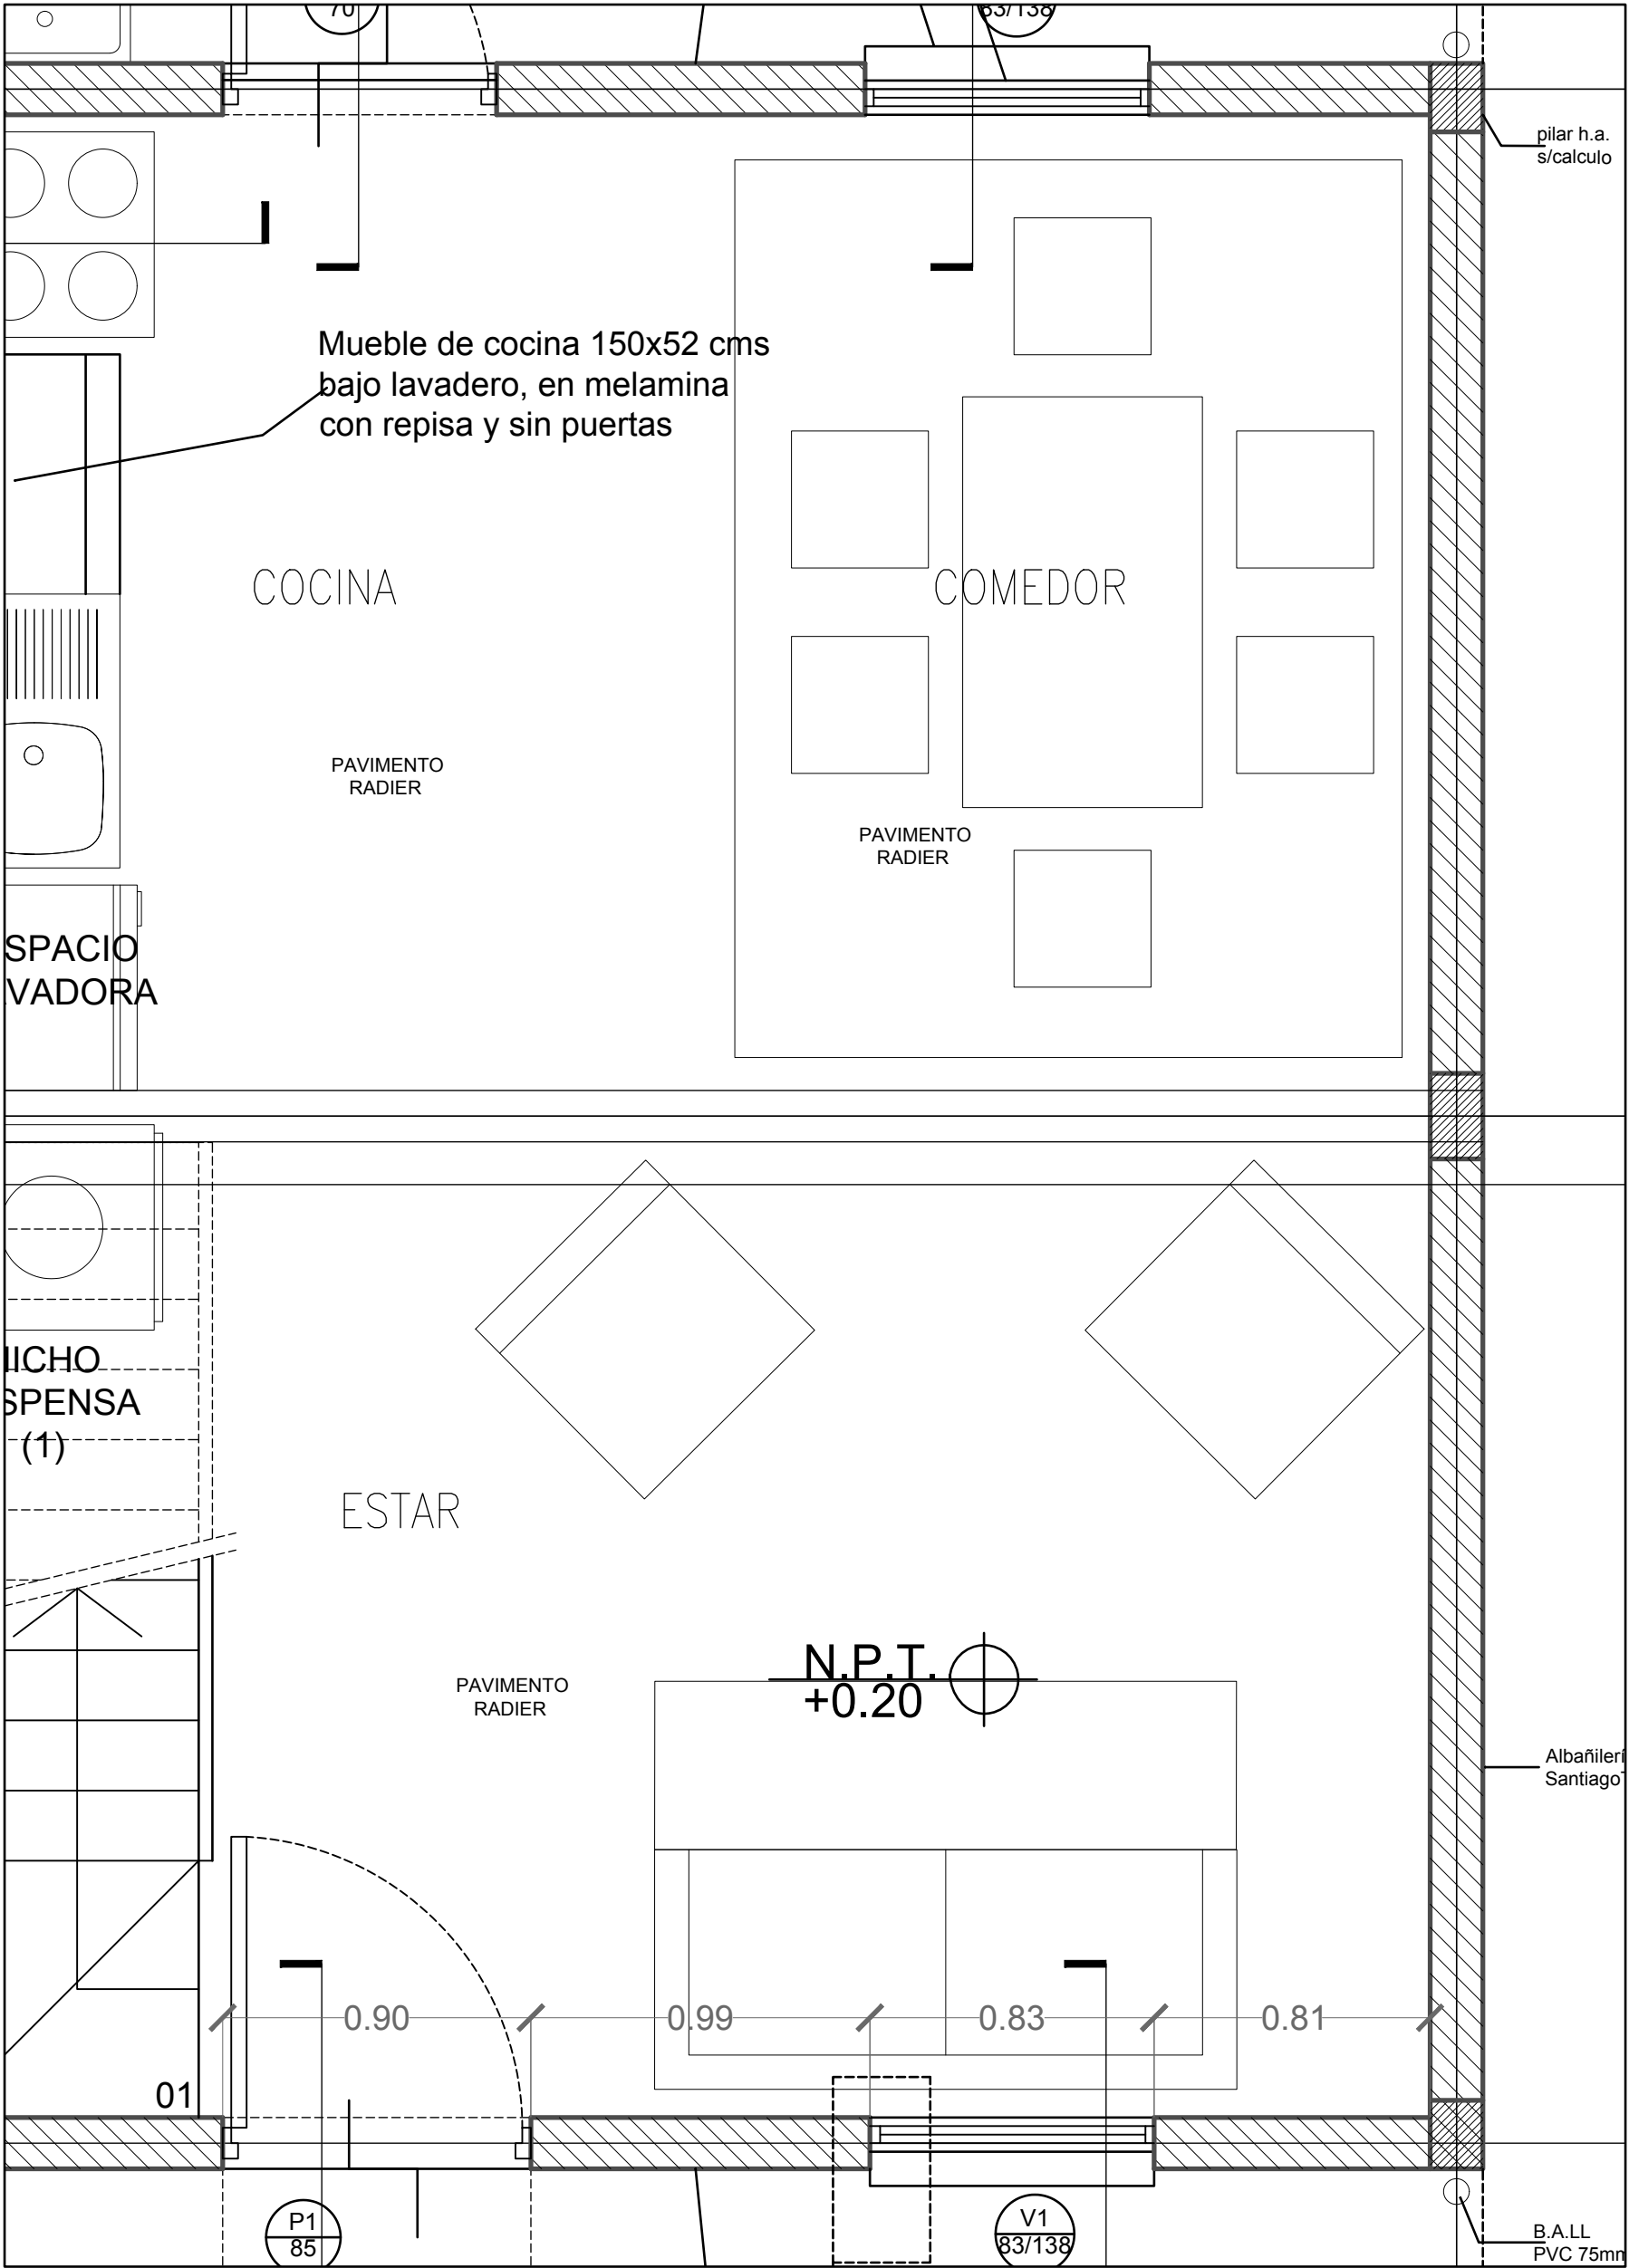 70
83/138
pilar h.a.
s/calculo
Mueble de cocina 150x52 cms
bajo lavadero, en melamina
con repisa y sin puertas
COCINA
COMEDOR
PAVIMENTO
RADIER
PAVIMENTO
RADIER
SPACIO
VADORA
ICHO
SPENSA
(1)
ESTAR
N.P.T.
+0.20
PAVIMENTO
RADIER
Albañilerí
Santiago
0.90
0.99
0.83
0.81
01
P1
85
V1
83/138
B.A.LL
PVC 75mm